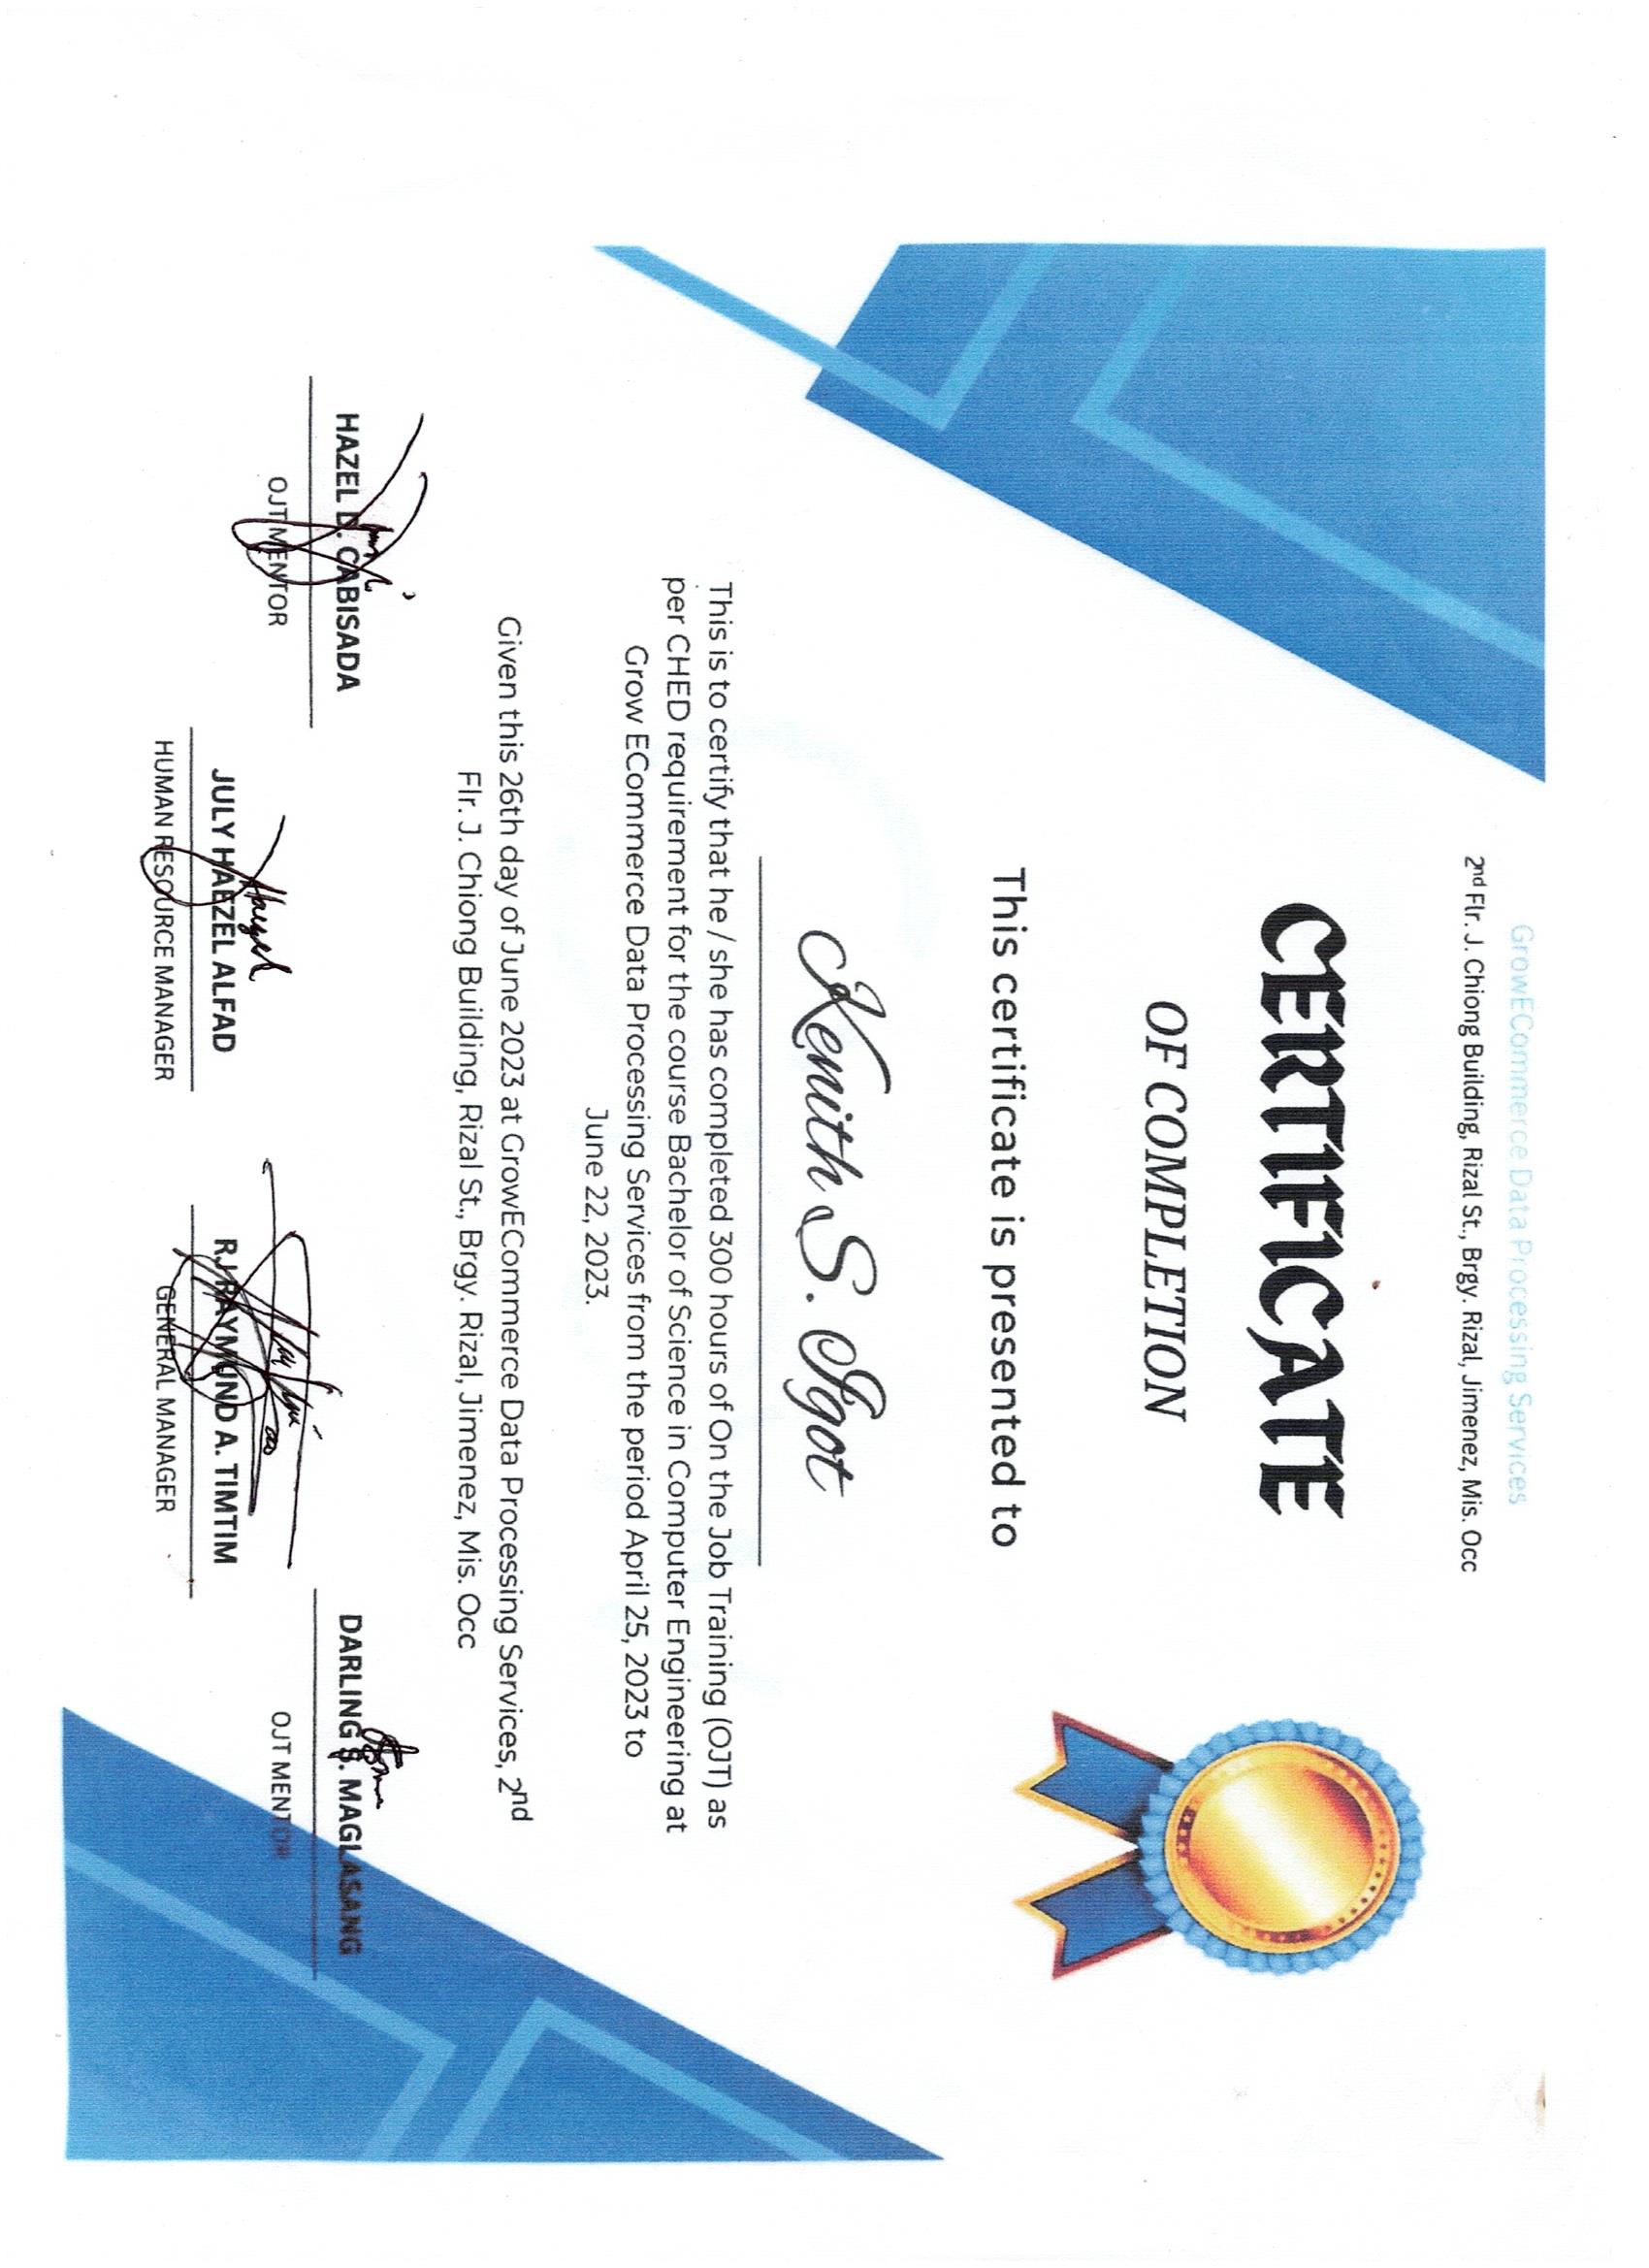 GrowECommerce Data Processing Services
2nd Flr. J. Chiong Building, Rizal St., Brgy. Rizal, Jimenez, Mis. Occ
CERTIFICATE
OF COMPLETION
This certificate is presented to
Kenith S. Igot
This is to certify that he / she has completed 300 hours of On the Job Training (OJT) as
per CHED requirement for the course Bachelor of Science in Computer Engineering at
Grow ECommerce Data Processing Services from the period April 25, 2023 to
June 22, 2023.
Given this 26th day of June 2023 at GrowECommerce Data Processing Services, 2nd
Flr. J. Chiong Building, Rizal St., Brgy. Rizal, Jimenez, Mis. Occ
HAZEL D. CABISADA
OJT MENTOR
JULY HAEZEL ALFAD
HUMAN RESOURCE MANAGER
RJ RAYMUND A. TIMTIM
GENERAL MANAGER
DARLING S. MAGLASANG
OJT MENTOR